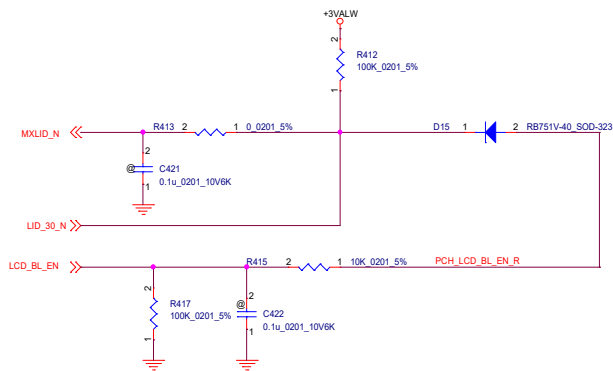 +3VALW
2
R412
100K_0201_5%
1
MXLID_N
R413
2
1
0_0201_5%
D15
1
2
RB751V-40_SOD-323
2
@
C421
1
0.1u_0201_10V6K
LID_30_N
LCD_BL_EN
R415
2
1
10K_0201_5%
PCH_LCD_BL_EN_R
2
R417
100K_0201_5%
1
@
2
C422
1
0.1u_0201_10V6K